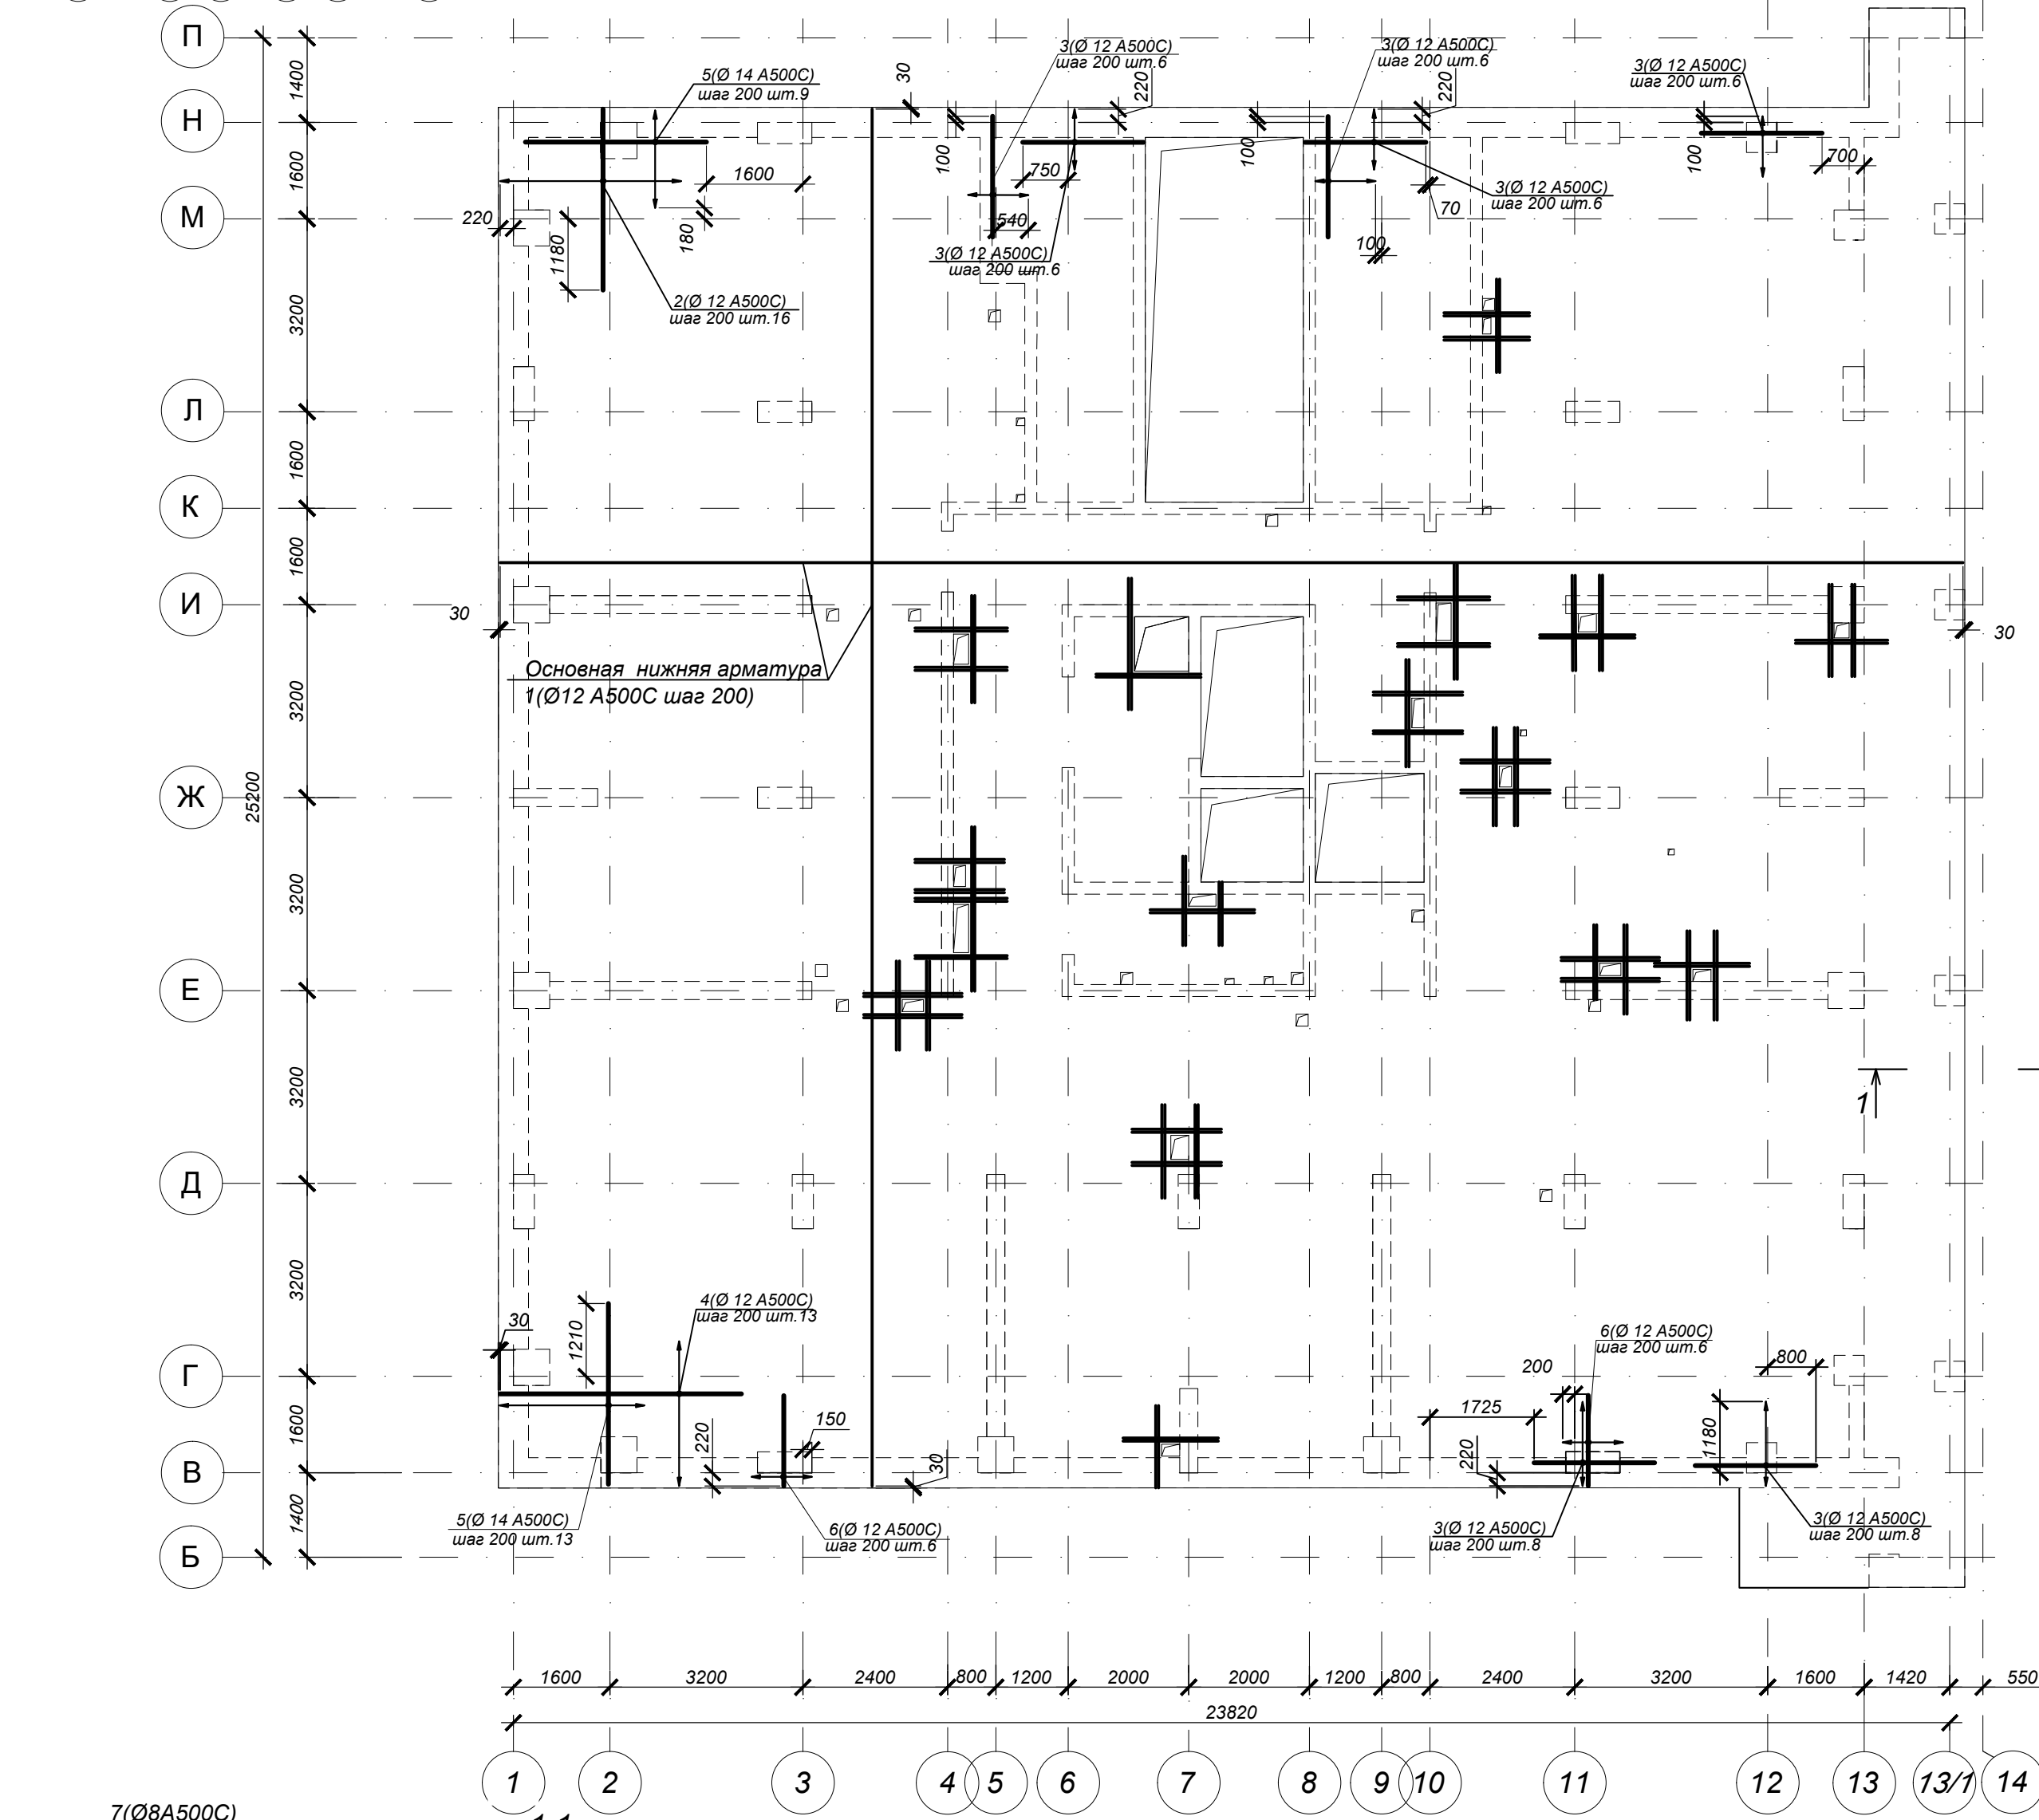 П
1400
30
5(Ø 14 А500С)
шаг 200 шт.9
3(Ø 12 А500С)
шаг 200 шт.6
220
3(Ø 12 А500С)
шаг 200 шт.6
220
3(Ø 12 А500С)
шаг 200 шт.6
Н
1600
100
1600
750
100
100
700
3(Ø 12 А500С)
шаг 200 шт.6
70
М
220
1180
180
540
100
3(Ø 12 А500С)
шаг 200 шт.6
2(Ø 12 А500С)
шаг 200 шт.16
3200
Л
1600
К
1600
И
30
30
Основная нижняя арматура
1(Ø12 А500С шаг 200)
3200
Ж
25200
3200
Е
3200
1
Д
3200
30
1210
4(Ø 12 А500С)
шаг 200 шт.13
6(Ø 12 А500С)
шаг 200 шт.6
200
800
Г
1600
220
150
30
1725
220
1180
В
1400
5(Ø 14 А500С)
шаг 200 шт.13
6(Ø 12 А500С)
шаг 200 шт.6
3(Ø 12 А500С)
шаг 200 шт.8
3(Ø 12 А500С)
шаг 200 шт.8
Б
1600 3200 2400 800 1200 2000 2000 1200 800 2400 3200 1600 1420 550
23820
1 2 3 4 5 6 7 8 9 10 11 12 13 13/1 14
7(Ø8А500С)